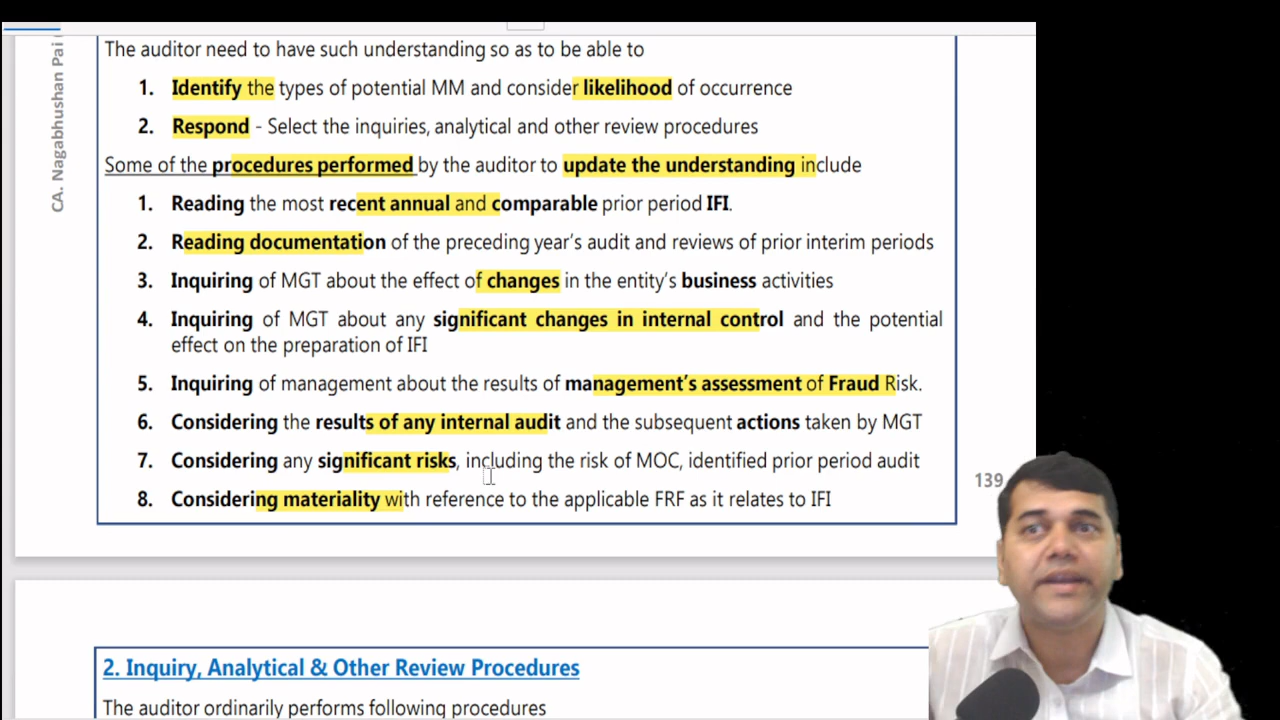 CA. Nagabhushan Pai
The auditor need to have such understanding so as to be able to
1. Identify the types of potential MM and consider likelihood of occurrence
2. Respond - Select the inquiries, analytical and other review procedures
Some of the procedures performed by the auditor to update the understanding include
1. Reading the most recent annual and comparable prior period IFI.
2. Reading documentation of the preceding year's audit and reviews of prior interim periods
3. Inquiring of MGT about the effect of changes in the entity's business activities
4. Inquiring of MGT about any significant changes in internal control and the potential
effect on the preparation of IFI
5. Inquiring of management about the results of management's assessment of Fraud Risk.
6. Considering the results of any internal audit and the subsequent actions taken by MGT
7. Considering any significant risks, including the risk of MOC, identified prior period audit
8. Considering materiality with reference to the applicable FRF as it relates to IFI
139
2. Inquiry, Analytical & Other Review Procedures
The auditor ordinarily performs following procedures